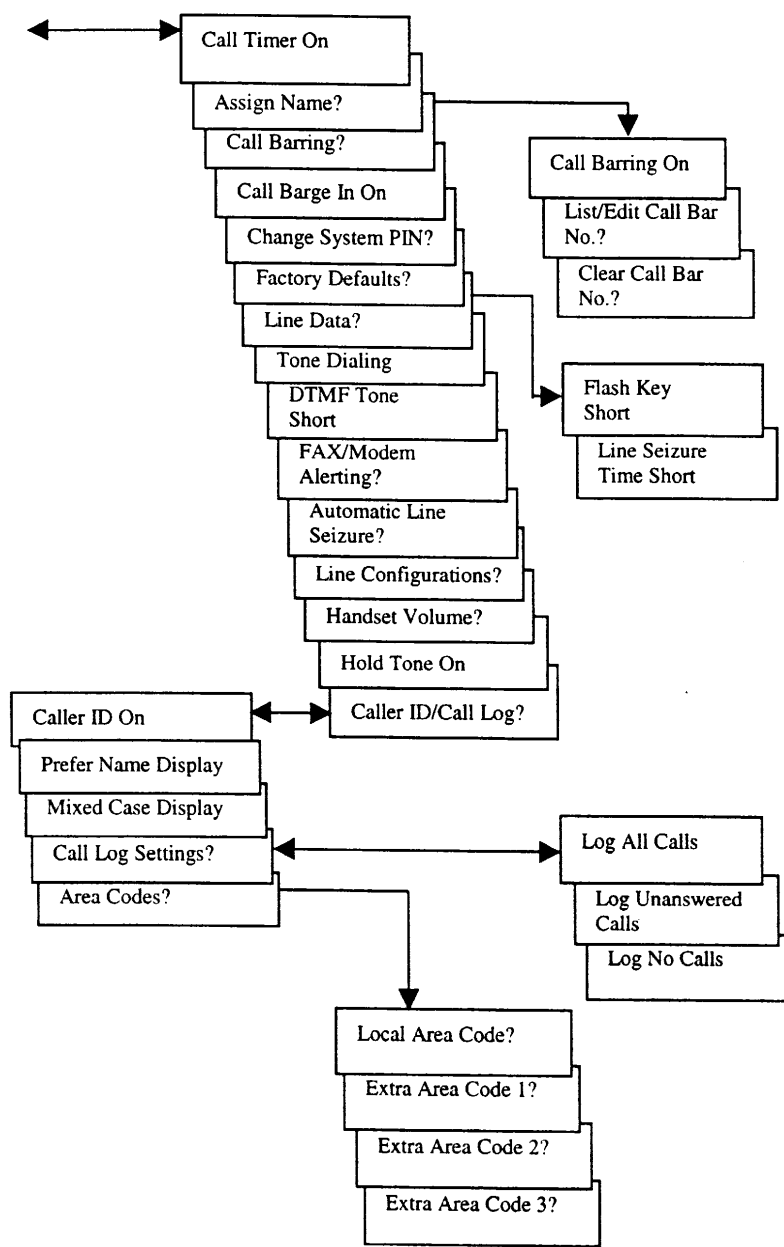 Call Timer On
Assign Name?
Call Barring?
Call Barge In On
Change System PIN?
Factory Defaults?
Line Data?
Tone Dialing
DTMF Tone
Short
FAX/Modem
Alerting?
Automatic Line
Seizure?
Line Configurations?
Handset Volume?
Hold Tone On
Caller ID/Call Log?
Call Barring On
List/Edit Call Bar
No.?
Clear Call Bar
No.?
Flash Key
Short
Line Seizure
Time Short
Caller ID On
Prefer Name Display
Mixed Case Display
Call Log Settings?
Area Codes?
Log All Calls
Log Unanswered
Calls
Log No Calls
Local Area Code?
Extra Area Code 1?
Extra Area Code 2?
Extra Area Code 3?